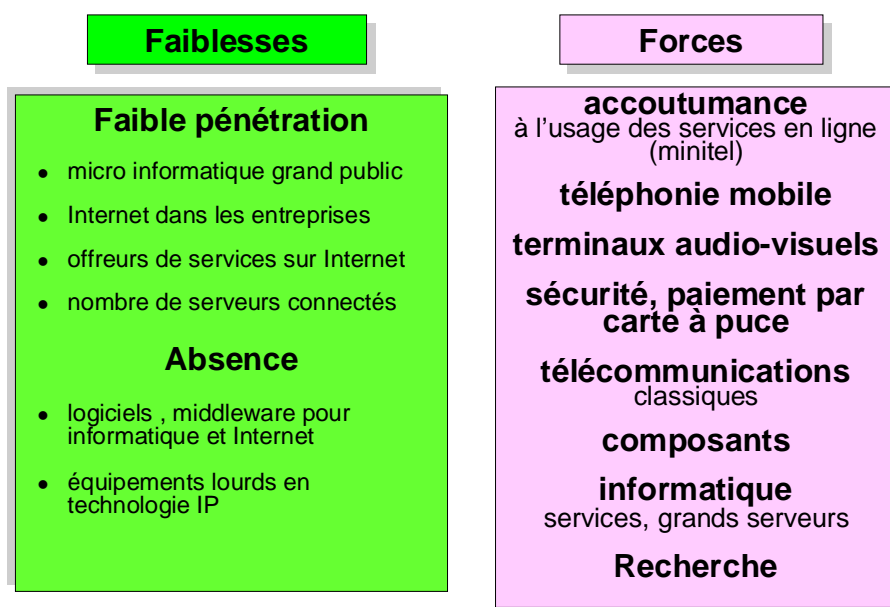 Faiblesses
Faible pénétration
● micro informatique grand public
● Internet dans les entreprises
● offreurs de services sur Internet
● nombre de serveurs connectés
Absence
● logiciels , middleware pour
informatique et Internet
● équipements lourds en
technologie IP
Forces
accoutumance
à l'usage des services en ligne
(minitel)
téléphonie mobile
terminaux audio-visuels
sécurité, paiement par
carte à puce
télécommunications
classiques
composants
informatique
services, grands serveurs
Recherche